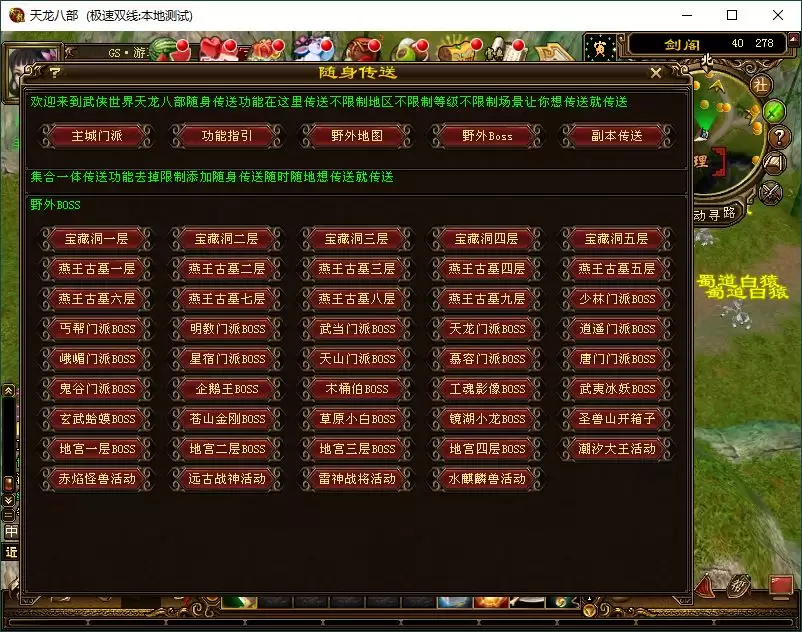 天龙八部 (极速双线:本地测试)
GS·游
剑阁 40 278
北
随身传送
社
欢迎来到武侠世界天龙八部随身传送功能在这里传送不限制地区不限制等级不限制场景让你想传送就传送
主城门派 功能指引 野外地图 野外Boss 副本传送
理
集合一体传送功能去掉限制添加随身传送随时随地想传送就传送
野外BOSS
动寻路
宝藏洞一层 宝藏洞二层 宝藏洞三层 宝藏洞四层 宝藏洞五层
燕王古墓一层 燕王古墓二层 燕王古墓三层 燕王古墓四层 燕王古墓五层
蜀道白猿
蜀道白猿
燕王古墓六层 燕王古墓七层 燕王古墓八层 燕王古墓九层 少林门派BOSS
丐帮门派BOSS 明教门派BOSS 武当门派BOSS 天龙门派BOSS 逍遥门派BOSS
峨嵋门派BOSS 星宿门派BOSS 天山门派BOSS 慕容门派BOSS 唐门门派BOSS
鬼谷门派BOSS 企鹅王BOSS 木桶伯BOSS 工魂影像BOSS 武夷冰妖BOSS
玄武蛤蟆BOSS 苍山金刚BOSS 草原小白BOSS 镜湖小龙BOSS 圣兽山开箱子
地宫一层BOSS 地宫二层BOSS 地宫三层BOSS 地宫四层BOSS 潮汐大王活动
赤焰怪兽活动 远古战神活动 雷神战将活动 水麒麟兽活动
中
近